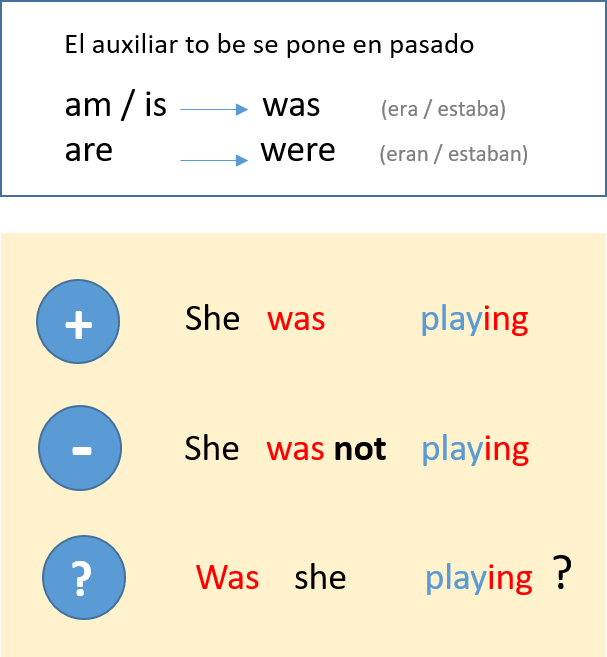 El auxiliar to be se pone en pasado
am / is was (era / estaba)
are were (eran / estaban)
+ She was playing
- She was not playing
? Was she playing ?